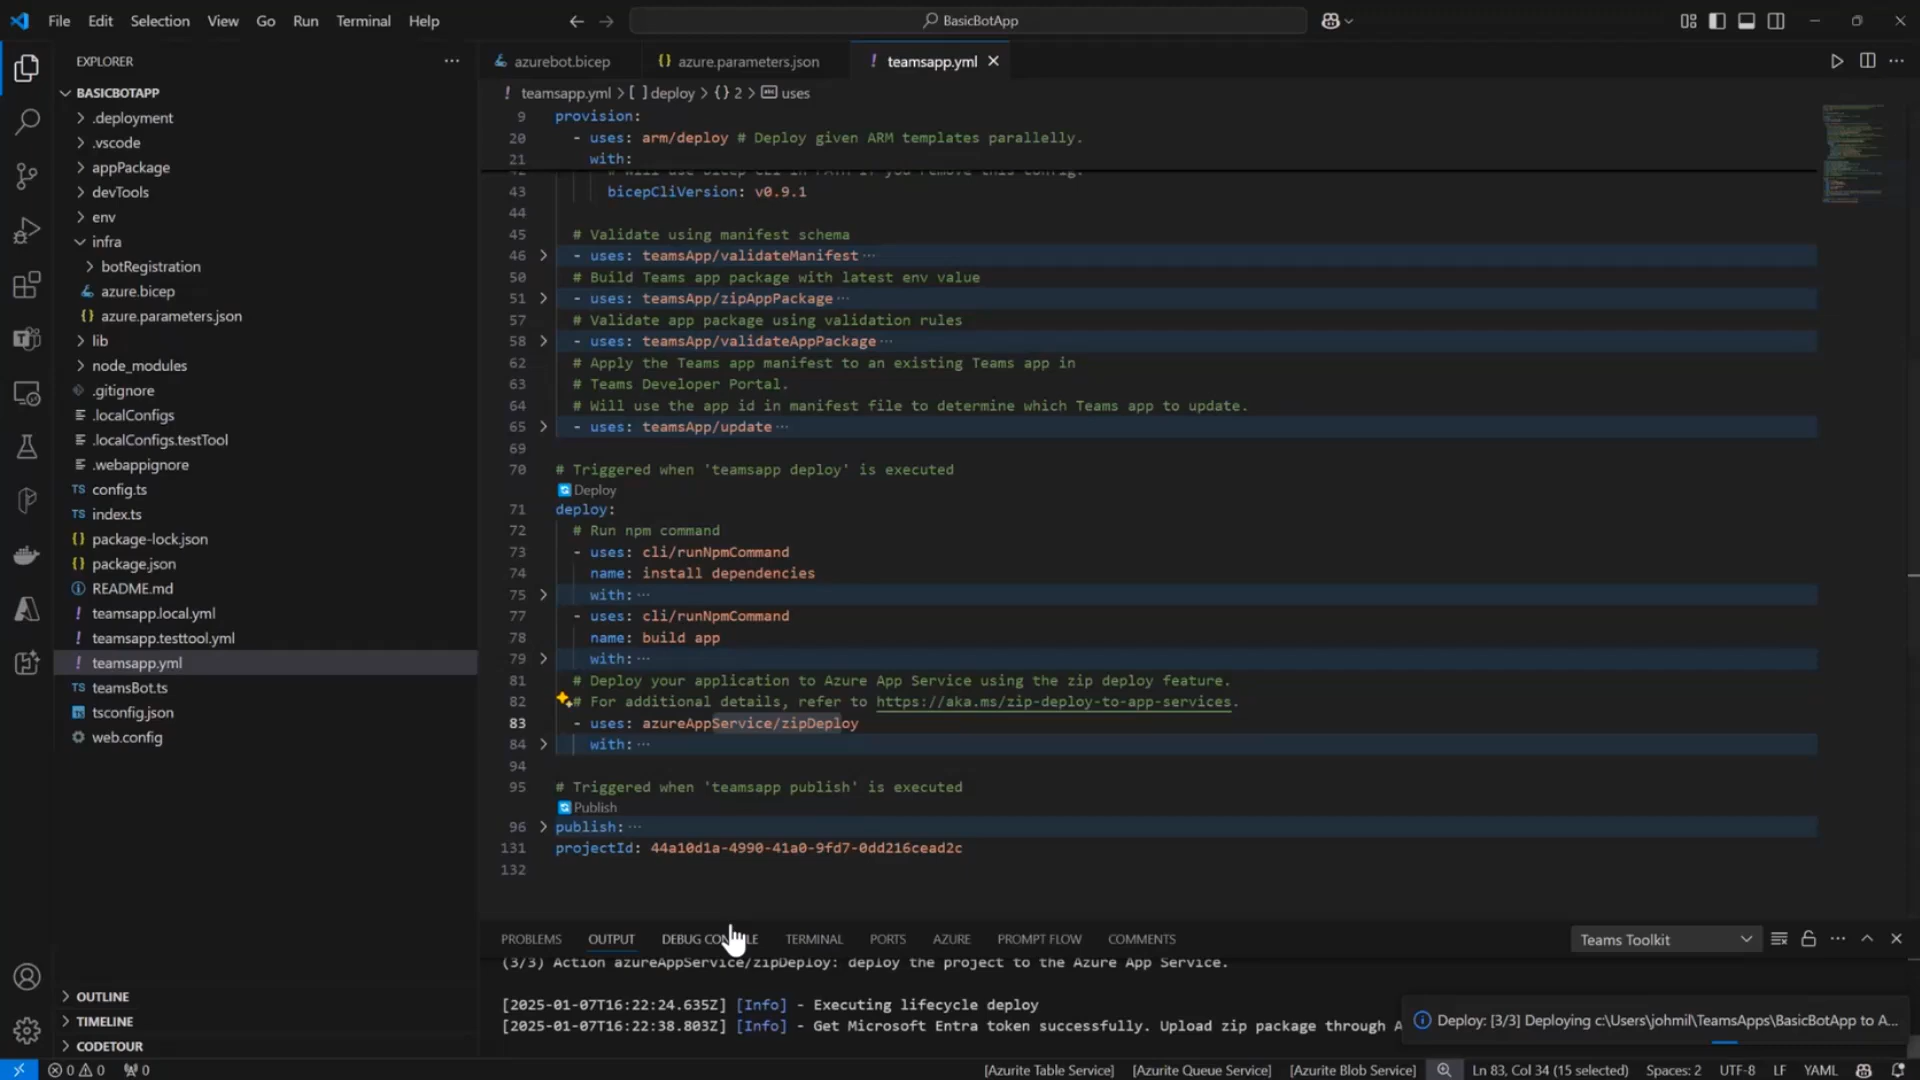 File Edit Selection View Go Run Terminal Help
BasicBotApp
EXPLORER
BASICBOTAPP
.deployment
.vscode
appPackage
devTools
env
infra
botRegistration
azure.bicep
azure.parameters.json
lib
node_modules
.gitignore
.localConfigs
.localConfigs.testTool
.webappignore
TS config.ts
TS index.ts
{} package-lock.json
{} package.json
README.md
! teamsapp.local.yml
! teamsapp.testtool.yml
! teamsapp.yml
TS teamsBot.ts
tsconfig.json
web.config
OUTLINE
TIMELINE
CODETOUR
azurebot.bicep {} azure.parameters.json ! teamsapp.yml
! teamsapp.yml > [ ] deploy > {} 2 > uses
9 provision:
20 - uses: arm/deploy # Deploy given ARM templates parallelly.
21 with:
43 bicepCliVersion: v0.9.1
44
45 # Validate using manifest schema
46 - uses: teamsApp/validateManifest ···
50 # Build Teams app package with latest env value
51 - uses: teamsApp/zipAppPackage ···
57 # Validate app package using validation rules
58 - uses: teamsApp/validateAppPackage ···
62 # Apply the Teams app manifest to an existing Teams app in
63 # Teams Developer Portal.
64 # Will use the app id in manifest file to determine which Teams app to update.
65 - uses: teamsApp/update ···
69
70 # Triggered when 'teamsapp deploy' is executed
Deploy
71 deploy:
72 # Run npm command
73 - uses: cli/runNpmCommand
74 name: install dependencies
75 with: ···
77 - uses: cli/runNpmCommand
78 name: build app
79 with: ···
81 # Deploy your application to Azure App Service using the zip deploy feature.
82 # For additional details, refer to https://aka.ms/zip-deploy-to-app-services.
83 - uses: azureAppService/zipDeploy
84 with: ···
94
95 # Triggered when 'teamsapp publish' is executed
Publish
96 publish: ···
131 projectId: 44a10d1a-4990-41a0-9fd7-0dd216cead2c
132
PROBLEMS OUTPUT DEBUG CONSOLE TERMINAL PORTS AZURE PROMPT FLOW COMMENTS
Teams Toolkit
(3/3) Action azureAppService/zipDeploy: deploy the project to the Azure App Service.
[2025-01-07T16:22:24.635Z] [Info] - Executing lifecycle deploy
[2025-01-07T16:22:38.803Z] [Info] - Get Microsoft Entra token successfully. Upload zip package through A
Deploy: [3/3] Deploying c:\Users\johmil\TeamsApps\BasicBotApp to A...
0 0 0 [Azurite Table Service] [Azurite Queue Service] [Azurite Blob Service] Ln 83, Col 34 (15 selected) Spaces: 2 UTF-8 LF YAML